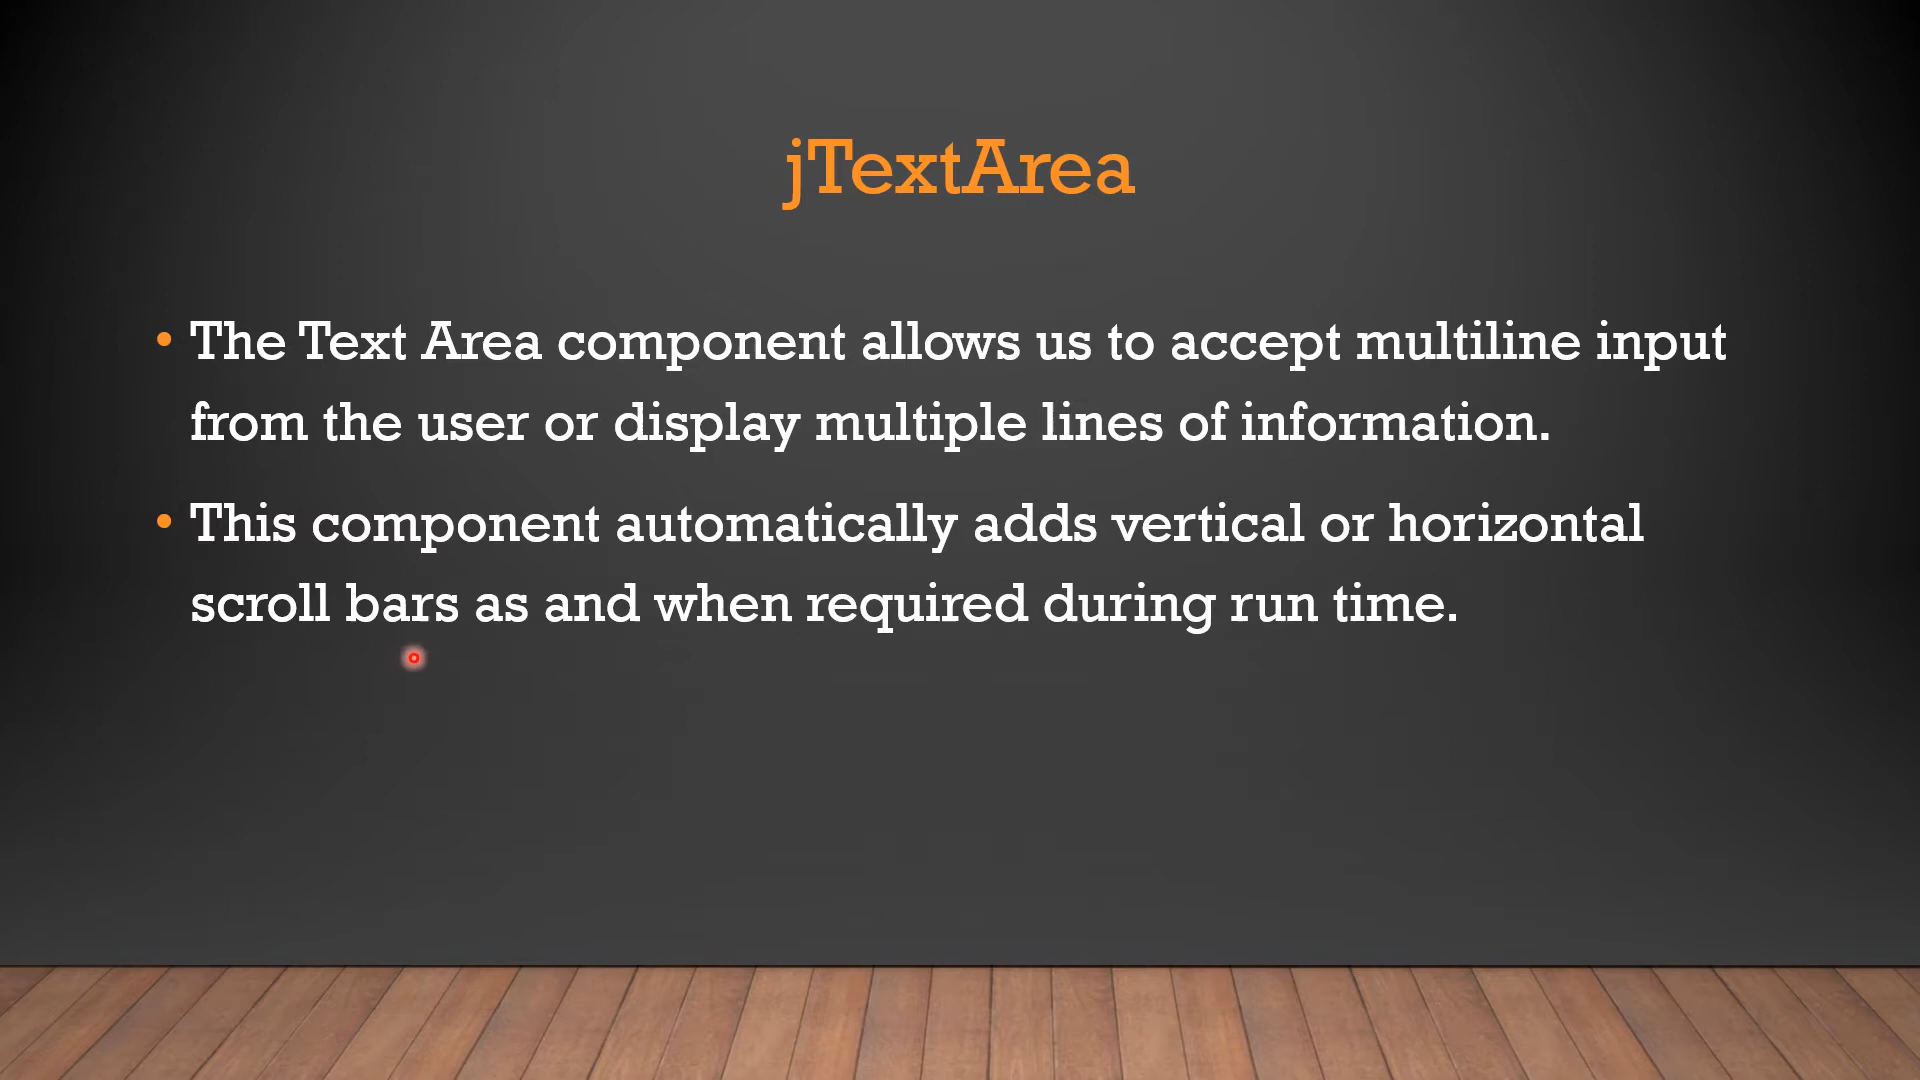 jTextArea
• The Text Area component allows us to accept multiline input
from the user or display multiple lines of information.
• This component automatically adds vertical or horizontal
scroll bars as and when required during run time.